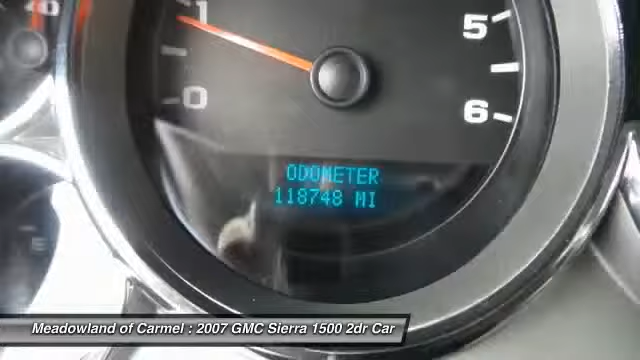 1
5
0
6
ODOMETER
118748 MI
Meadowland of Carmel : 2007 GMC Sierra 1500 2dr Car